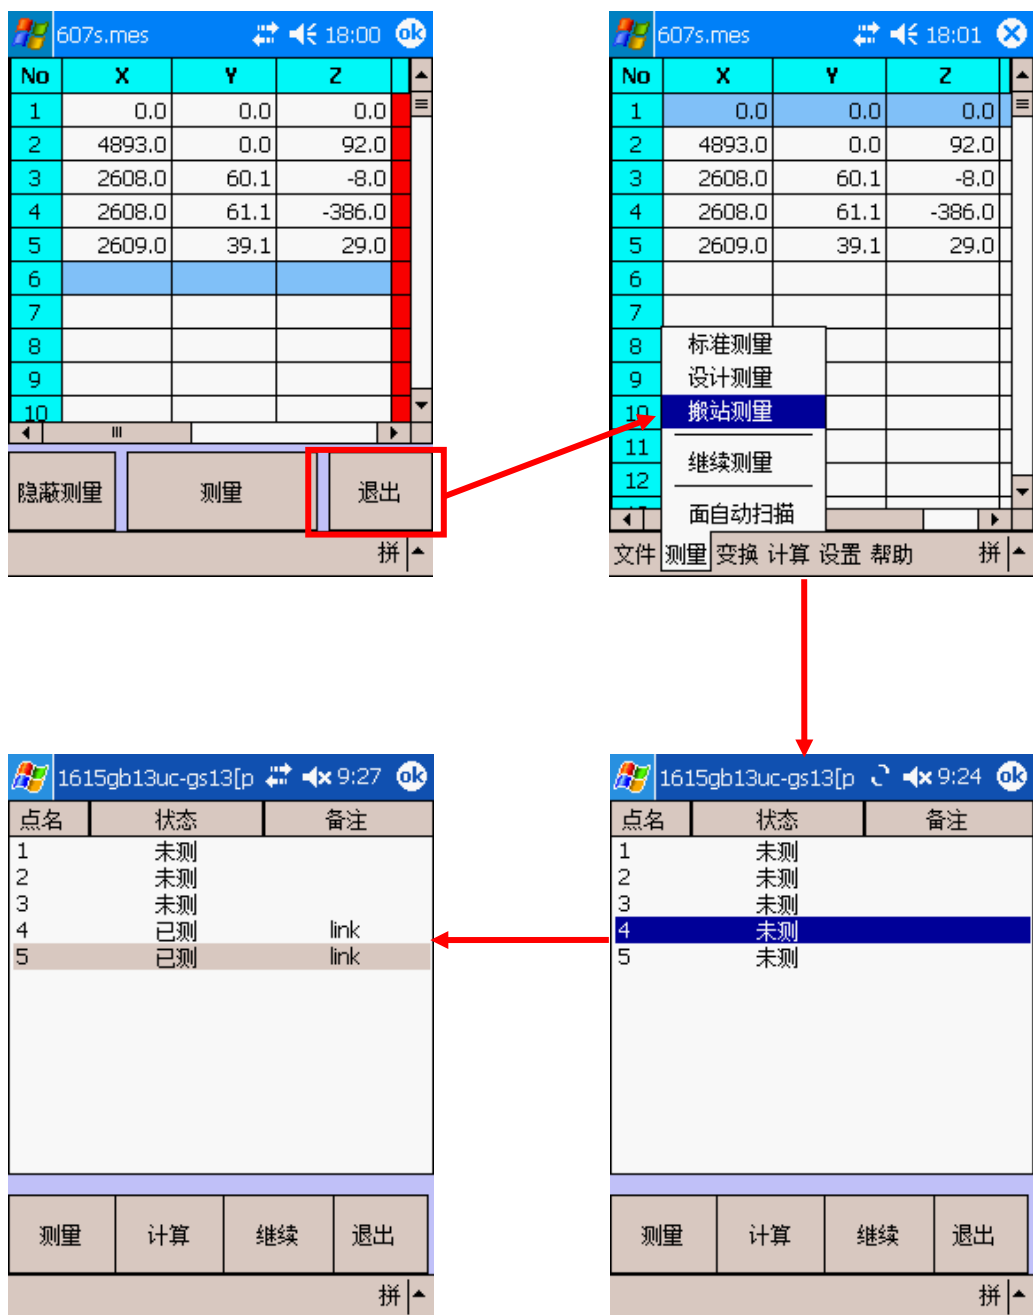 607s.mes 18:00 ok
No X Y Z
1 0.0 0.0 0.0
2 4893.0 0.0 92.0
3 2608.0 60.1 -8.0
4 2608.0 61.1 -386.0
5 2609.0 39.1 29.0
6
7
8
9
10
隐蔽测量 测量 退出
拼
607s.mes 18:01
No X Y Z
1 0.0 0.0 0.0
2 4893.0 0.0 92.0
3 2608.0 60.1 -8.0
4 2608.0 61.1 -386.0
5 2609.0 39.1 29.0
6
7
8
9
10
11
12
标准测量
设计测量
搬站测量
继续测量
面自动扫描
文件 测量 变换 计算 设置 帮助 拼
1615gb13uc-gs13[p 9:27 ok
点名 状态 备注
1 未测
2 未测
3 未测
4 已测 link
5 已测 link
测量 计算 继续 退出
拼
1615gb13uc-gs13[p 9:24 ok
点名 状态 备注
1 未测
2 未测
3 未测
4 未测
5 未测
测量 计算 继续 退出
拼